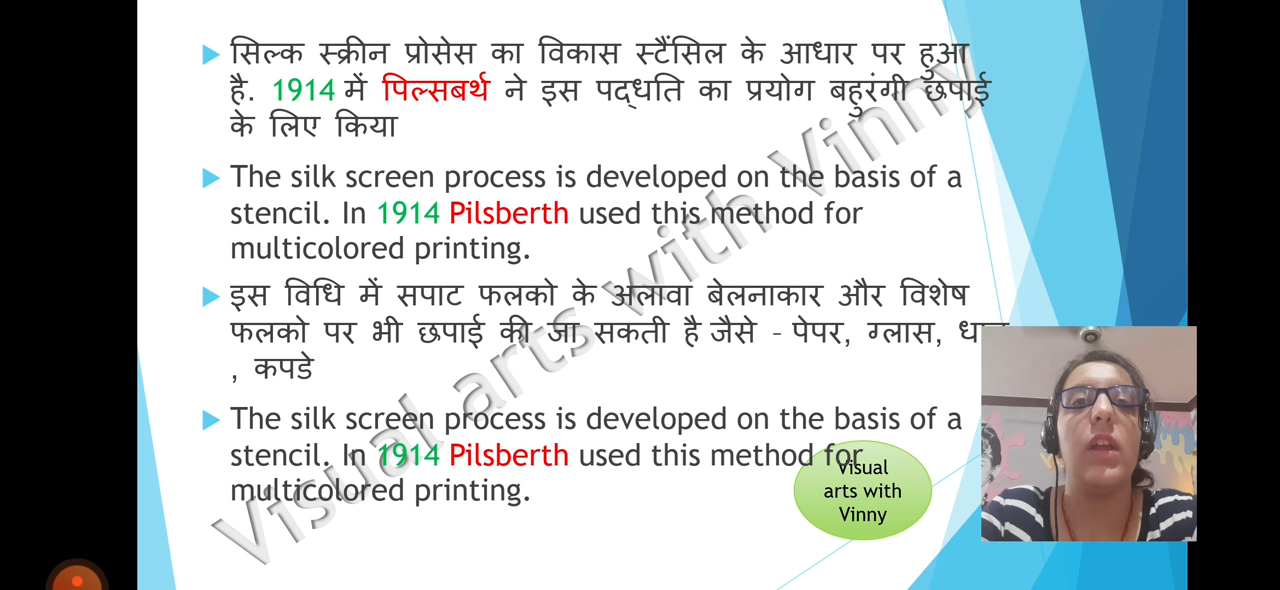 सिल्क स्क्रीन प्रोसेस का विकास स्टैंसिल के आधार पर हुआ
है. 1914 में पिल्सबर्थ ने इस पद्धति का प्रयोग बहुरंगी छपाई
के लिए किया
The silk screen process is developed on the basis of a
stencil. In 1914 Pilsberth used this method for
multicolored printing.
इस विधि में सपाट फलको के अलावा बेलनाकार और विशेष
फलको पर भी छपाई की जा सकती है जैसे - पेपर, ग्लास,
, कपडे
The silk screen process is developed on the basis of a
stencil. In 1914 Pilsberth used this method for
multicolored printing.
Visual
arts with
Vinny
Visual arts with Vinny